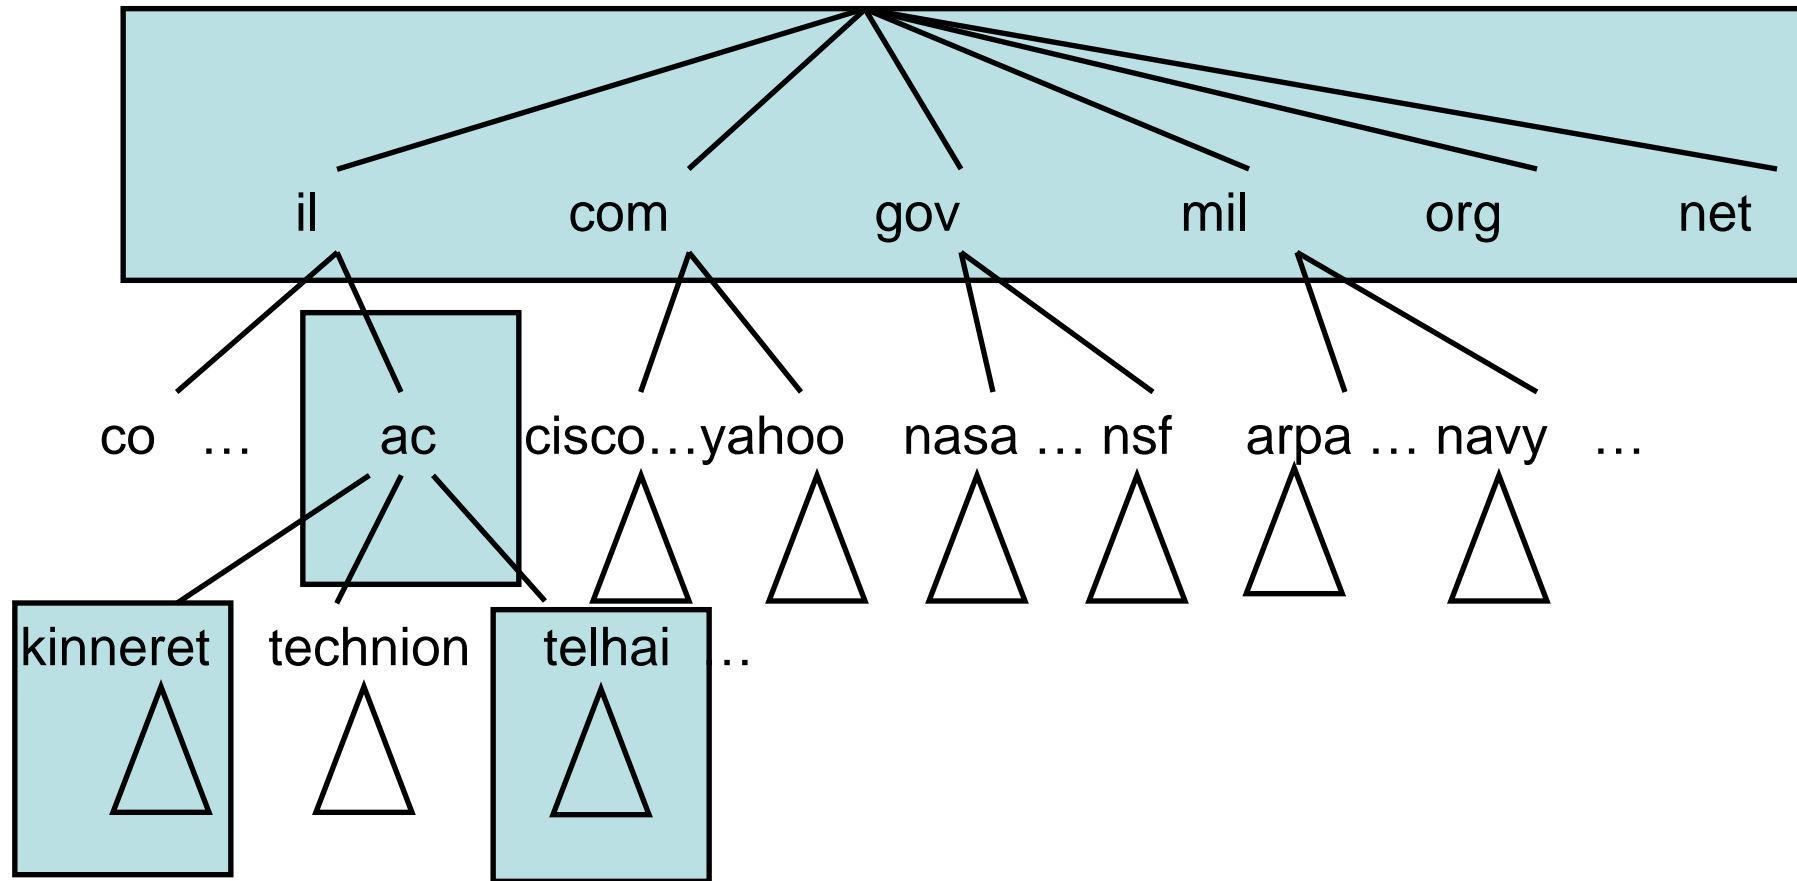 il com gov mil org net
co … ac cisco…yahoo nasa … nsf arpa … navy …
kinneret technion telhai …